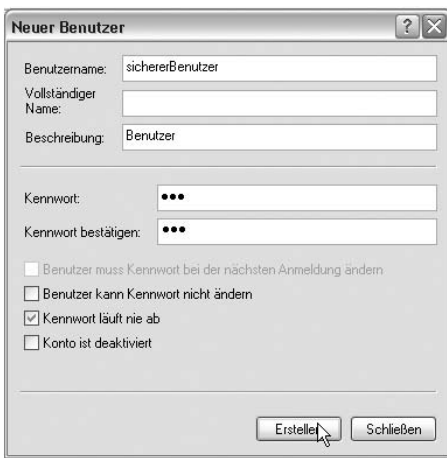 Neuer Benutzer
Benutzername: sichererBenutzer
Vollständiger
Name:
Beschreibung: Benutzer
Kennwort: •••
Kennwort bestätigen: •••
Benutzer muss Kennwort bei der nächsten Anmeldung ändern
Benutzer kann Kennwort nicht ändern
Kennwort läuft nie ab
Konto ist deaktiviert
Erstellen Schließen